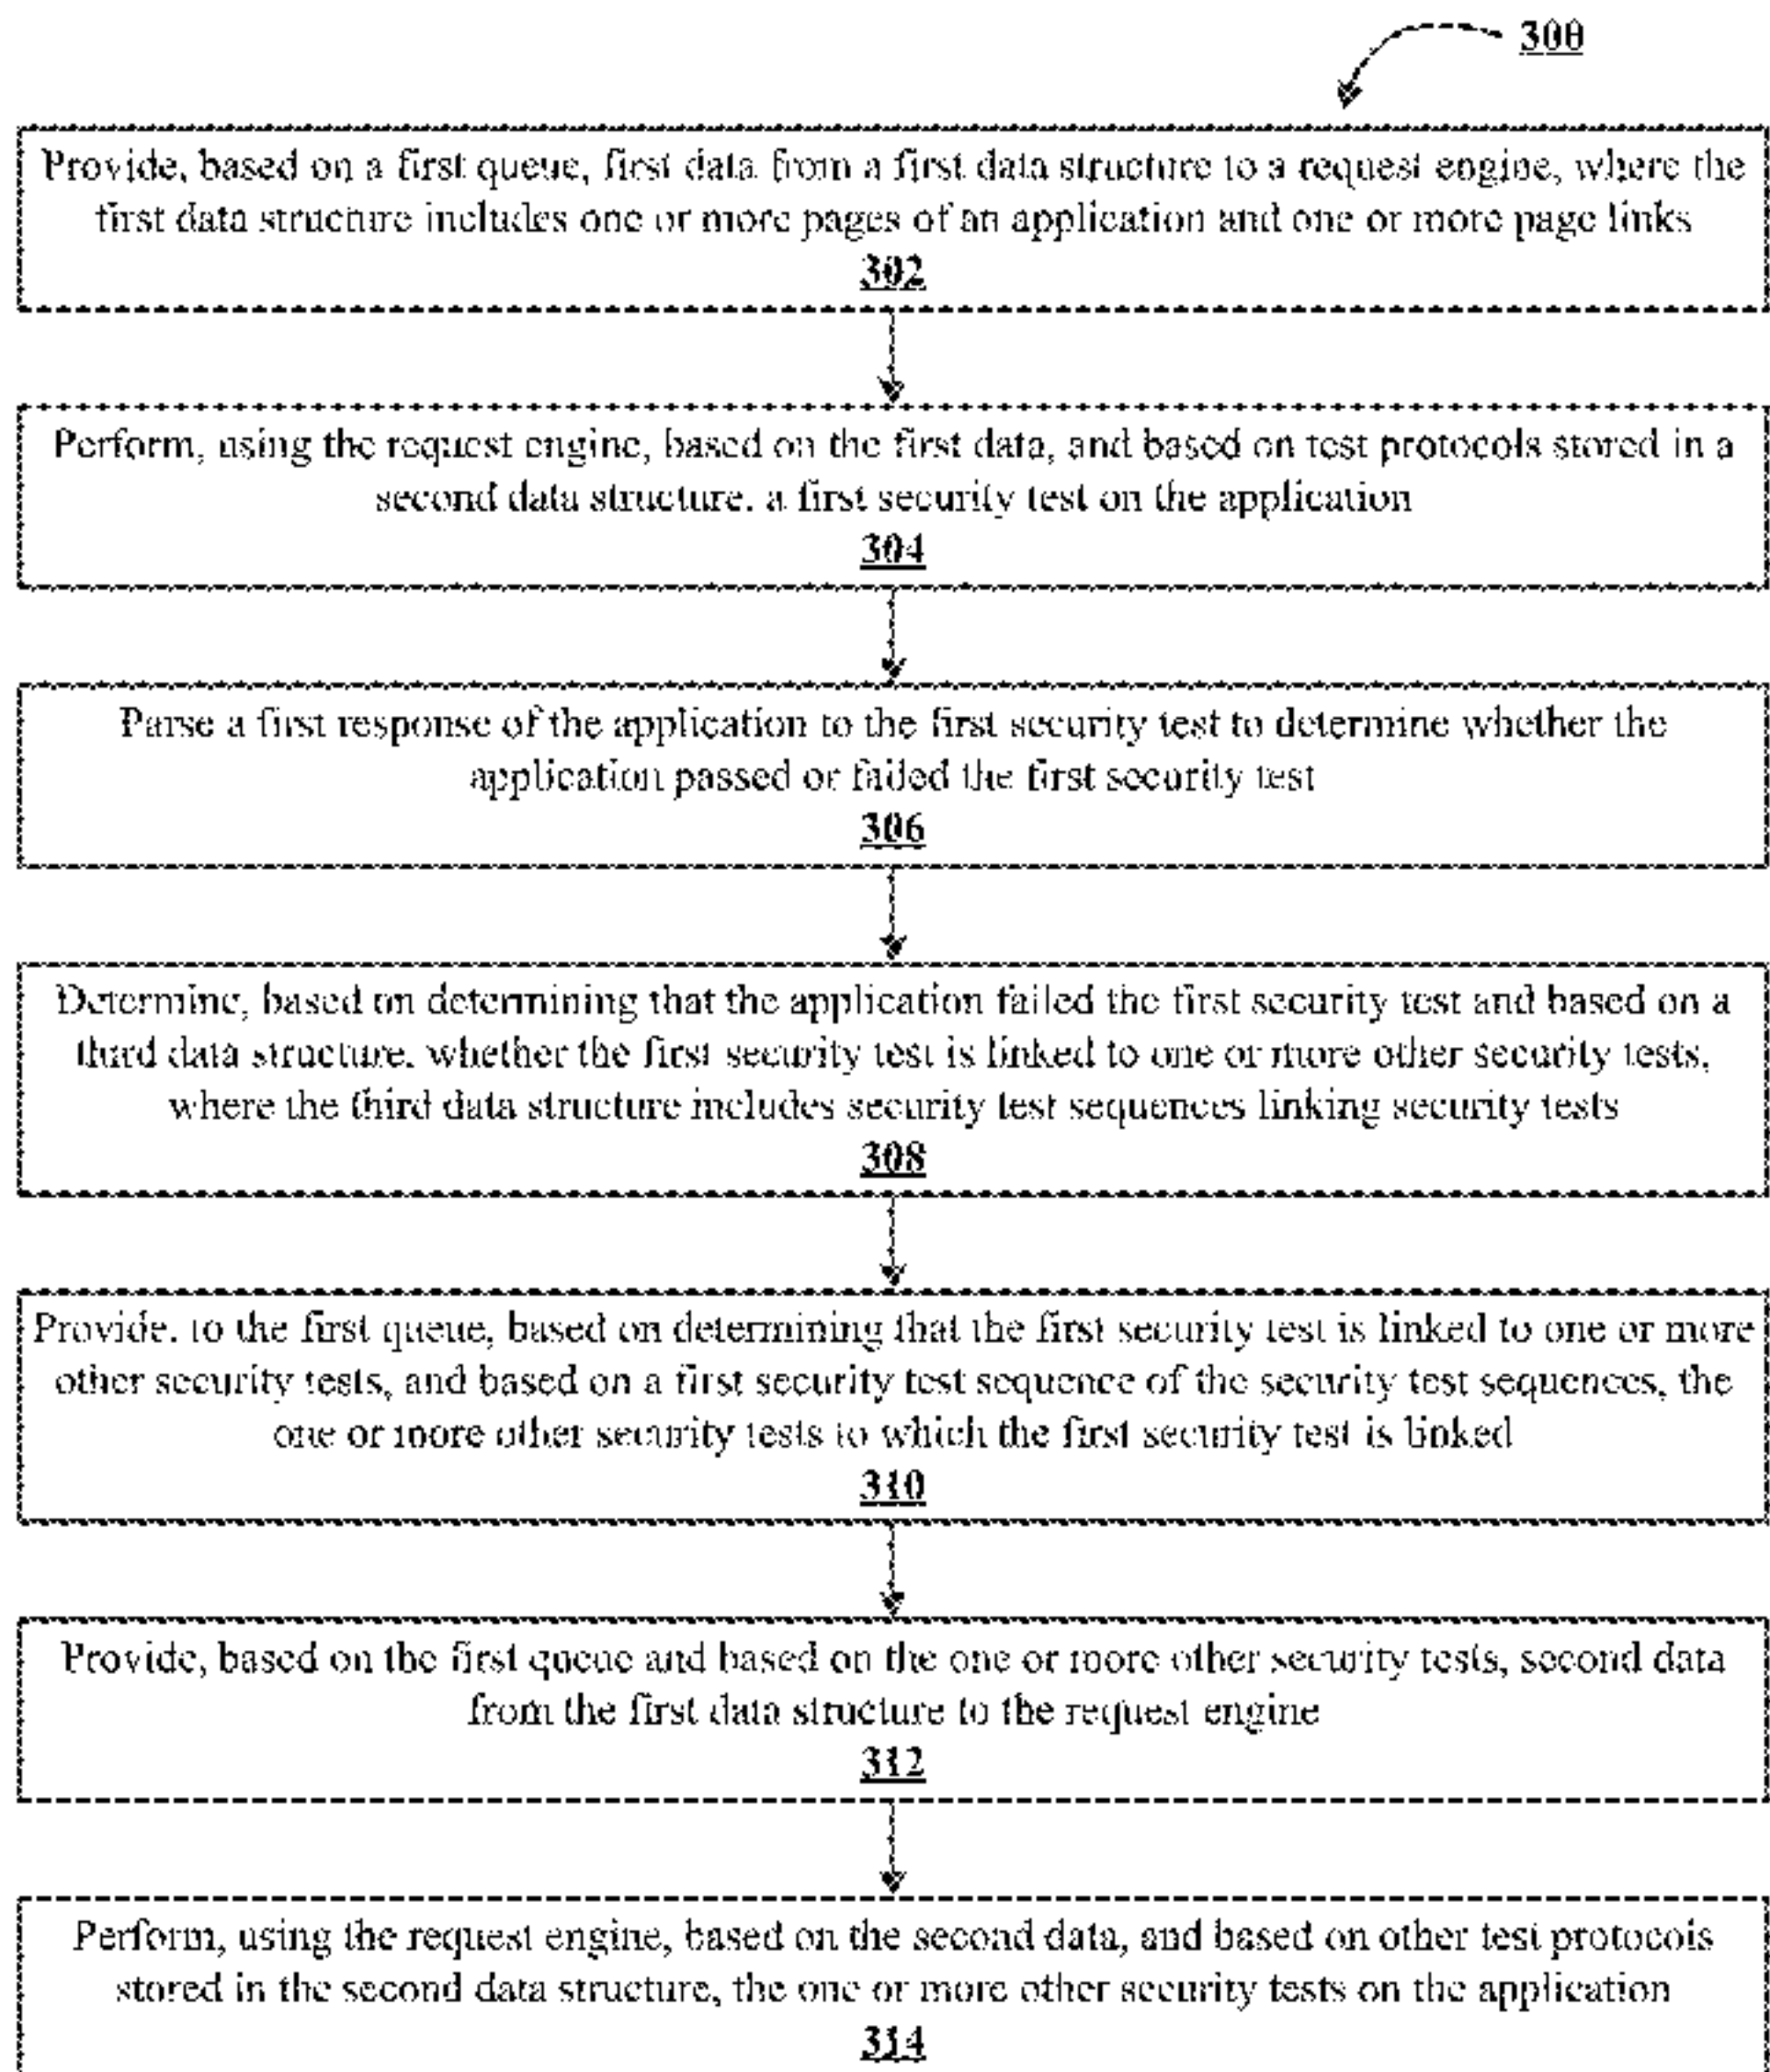 300
Provide, based on a first queue, first data from a first data structure to a request engine, where the
first data structure includes one or more pages of an application and one or more page links
302
Perform, using the request engine, based on the first data, and based on test protocols stored in a
second data structure, a first security test on the application
304
Parse a first response of the application to the first security test to determine whether the
application passed or failed the first security test
306
Determine, based on determining that the application failed the first security test and based on a
third data structure, whether the first security test is linked to one or more other security tests,
where the third data structure includes security test sequences linking security tests
308
Provide, to the first queue, based on determining that the first security test is linked to one or more
other security tests, and based on a first security test sequence of the security test sequences, the
one or more other security tests to which the first security test is linked
310
Provide, based on the first queue and based on the one or more other security tests, second data
from the first data structure to the request engine
312
Perform, using the request engine, based on the second data, and based on other test protocols
stored in the second data structure, the one or more other security tests on the application
314